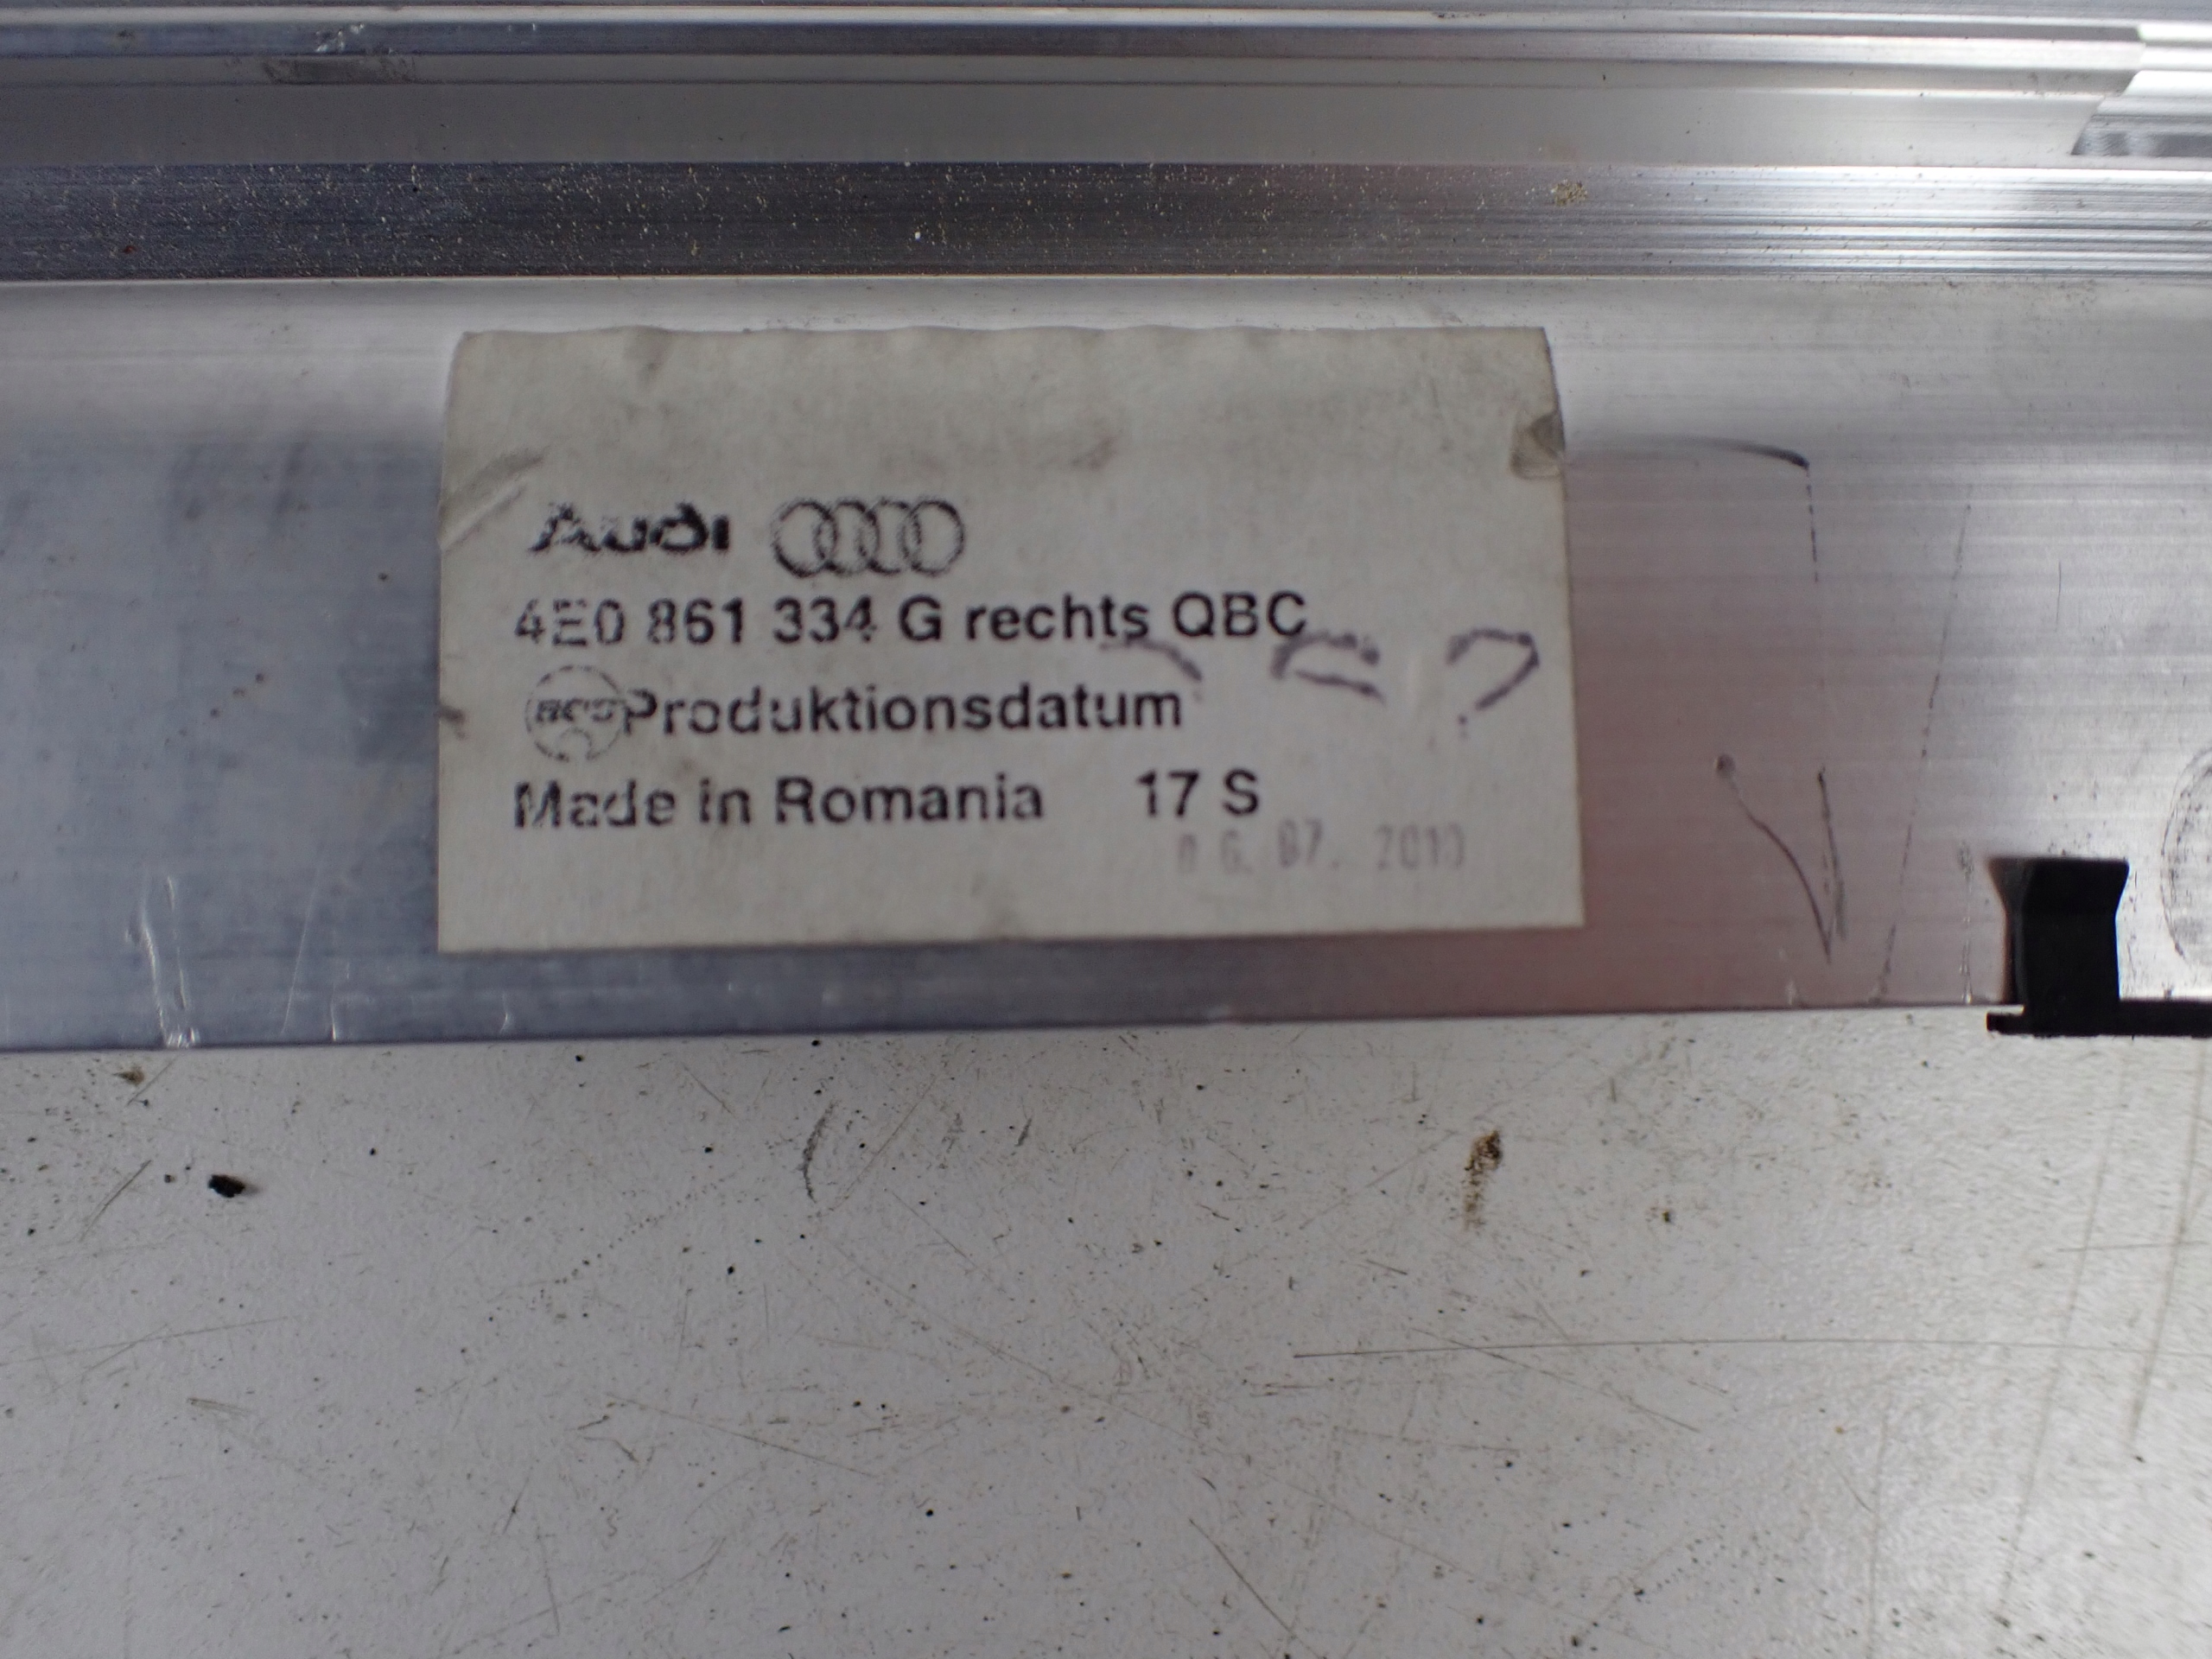 Audi
4E0 861 334 G rechts QBC
Produktionsdatum
Made in Romania 17 S
06. 07. 2010